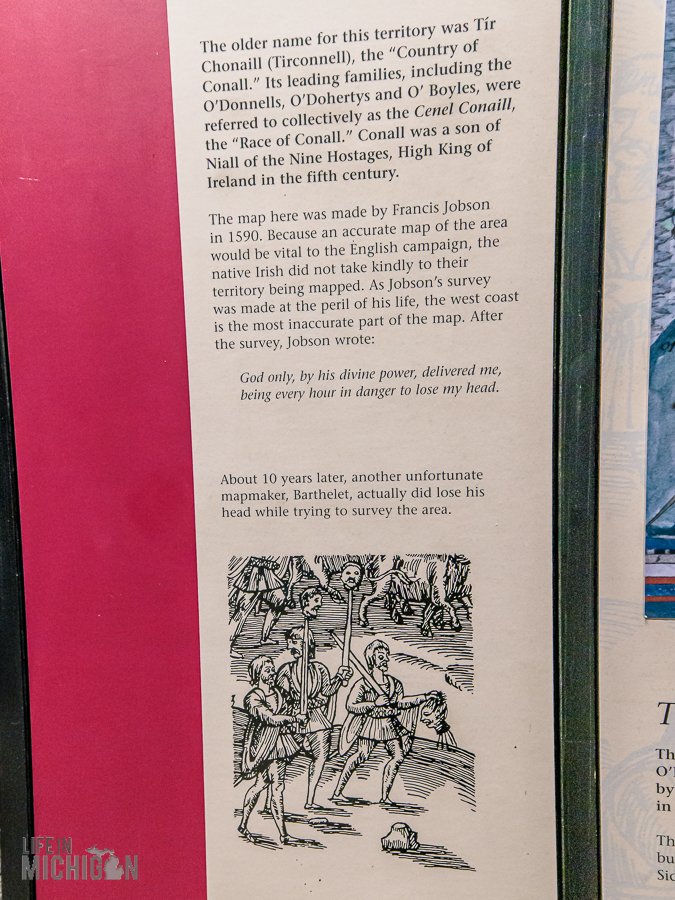 The older name for this territory was Tír
Chonaill (Tirconnell), the “Country of
Conall.” Its leading families, including the
O’Donnells, O’Dohertys and O’ Boyles, were
referred to collectively as the Cenel Conaill,
the “Race of Conall.” Conall was a son of
Niall of the Nine Hostages, High King of
Ireland in the fifth century.
The map here was made by Francis Jobson
in 1590. Because an accurate map of the area
would be vital to the English campaign, the
native Irish did not take kindly to their
territory being mapped. As Jobson’s survey
was made at the peril of his life, the west coast
is the most inaccurate part of the map. After
the survey, Jobson wrote:
God only, by his divine power, delivered me,
being every hour in danger to lose my head.
About 10 years later, another unfortunate
mapmaker, Barthelet, actually did lose his
head while trying to survey the area.
LIFE IN
MICHIGAN
T
Th
O’
by
in
Th
bu
Sic